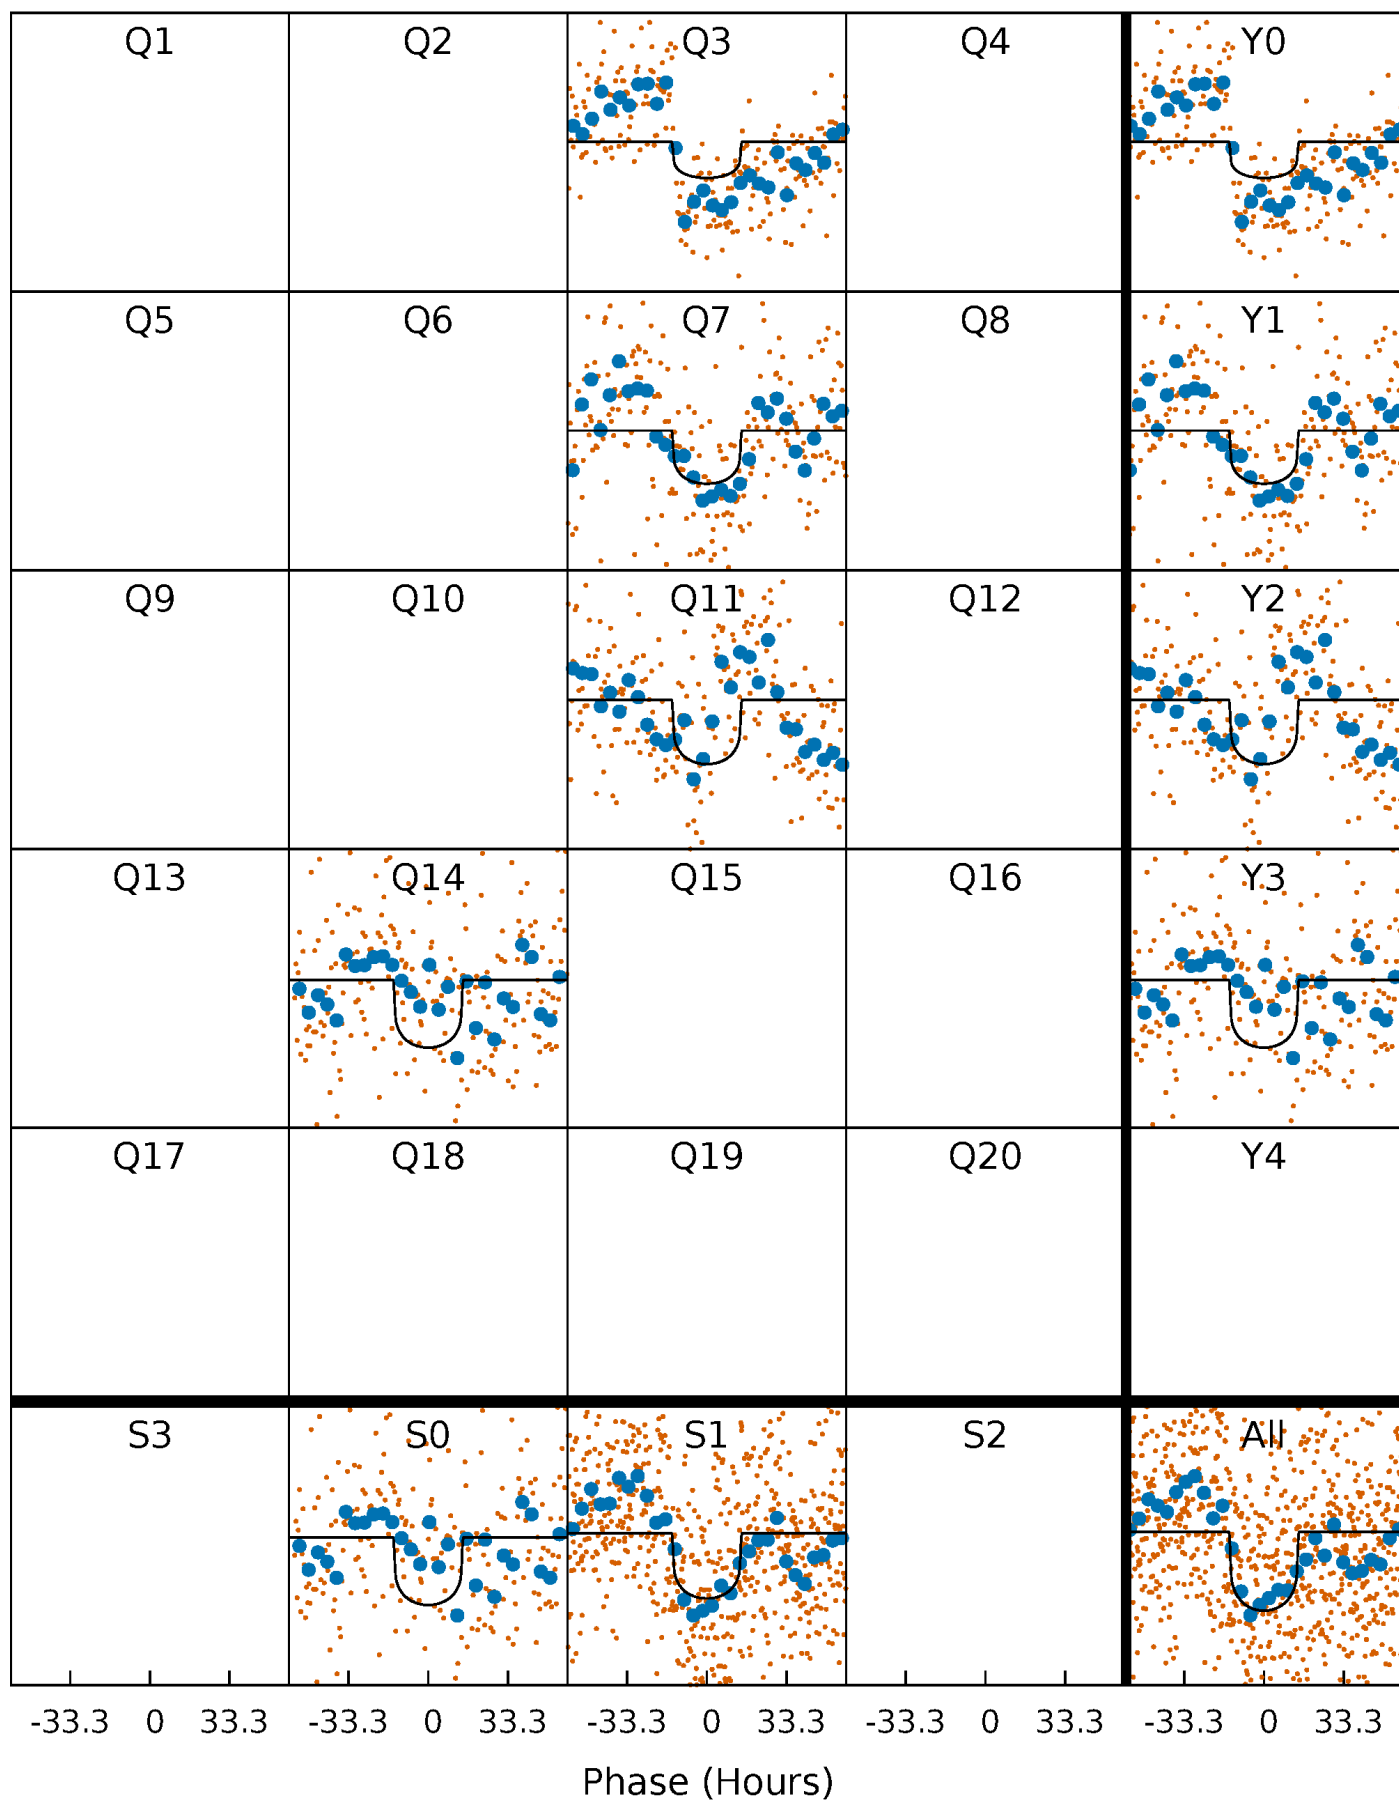 Q1 Q2 Q3 Q4 Y0
Q5 Q6 Q7 Q8 Y1
Q9 Q10 Q11 Q12 Y2
Q13 Q14 Q15 Q16 Y3
Q17 Q18 Q19 Q20 Y4
S3 S0 S1 S2 All
-33.3 0 33.3 -33.3 0 33.3 -33.3 0 33.3 -33.3 0 33.3 -33.3 0 33.3
Phase (Hours)